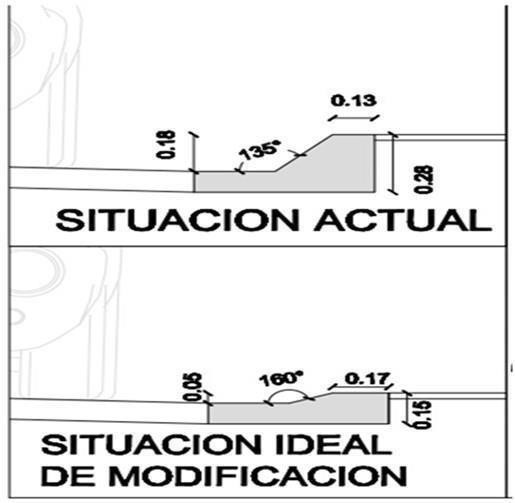 0.13
0.18
135°
0.28
SITUACION ACTUAL
0.05
160°
0.17
0.15
SITUACION IDEAL
DE MODIFICACION